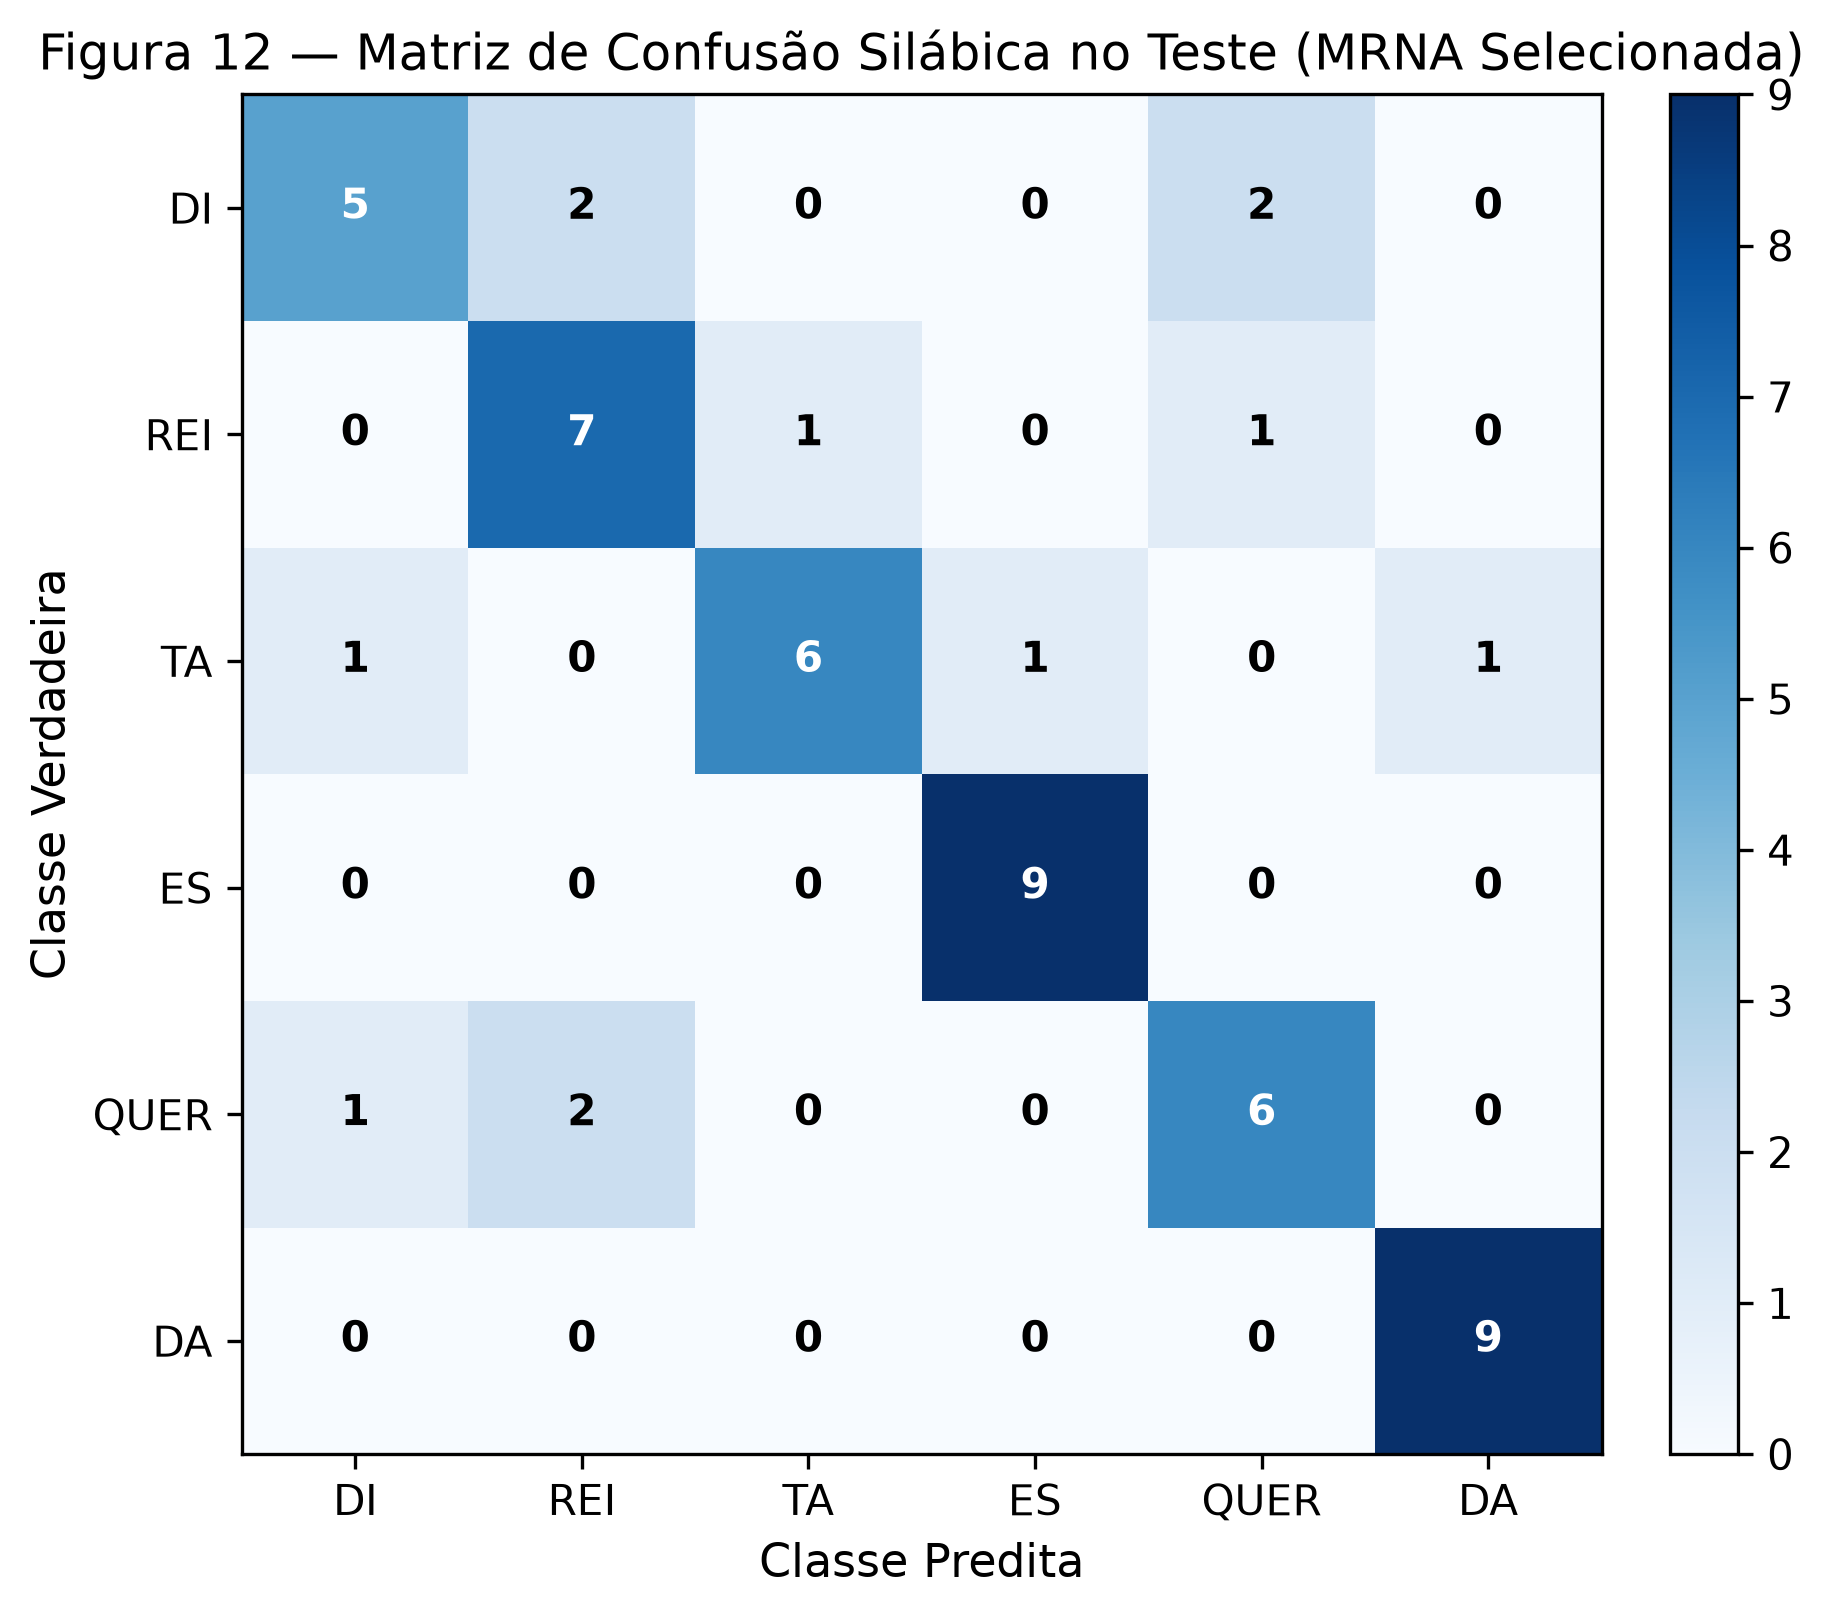 Figura 12 — Matriz de Confusão Silábica no Teste (MRNA Selecionada)
9
8
7
6
5
4
3
2
1
0
Classe Verdadeira
DI 5 2 0 0 2 0
REI 0 7 1 0 1 0
TA 1 0 6 1 0 1
ES 0 0 0 9 0 0
QUER 1 2 0 0 6 0
DA 0 0 0 0 0 9
DI REI TA ES QUER DA
Classe Predita